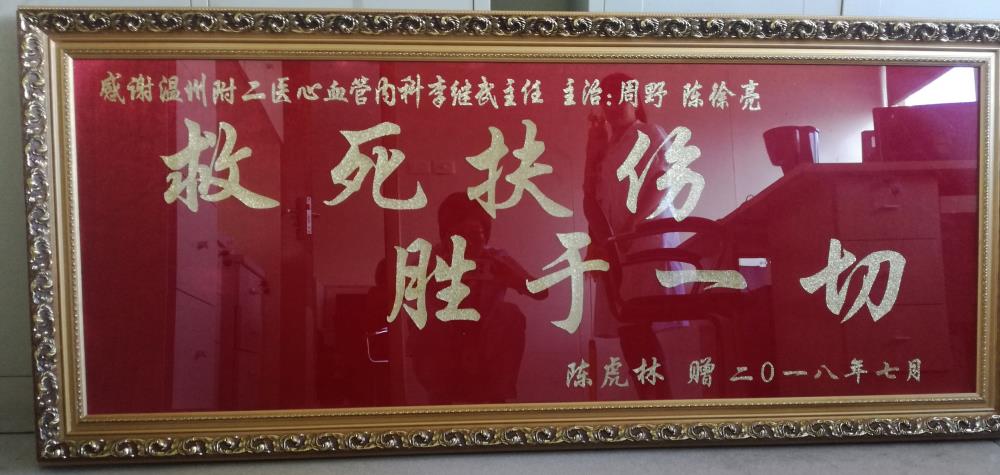 感谢温州附二医心血管内科李继武主任 主治:周野 陈徐亮
救死扶伤
胜于一切
陈虎林 赠 二〇一八年七月